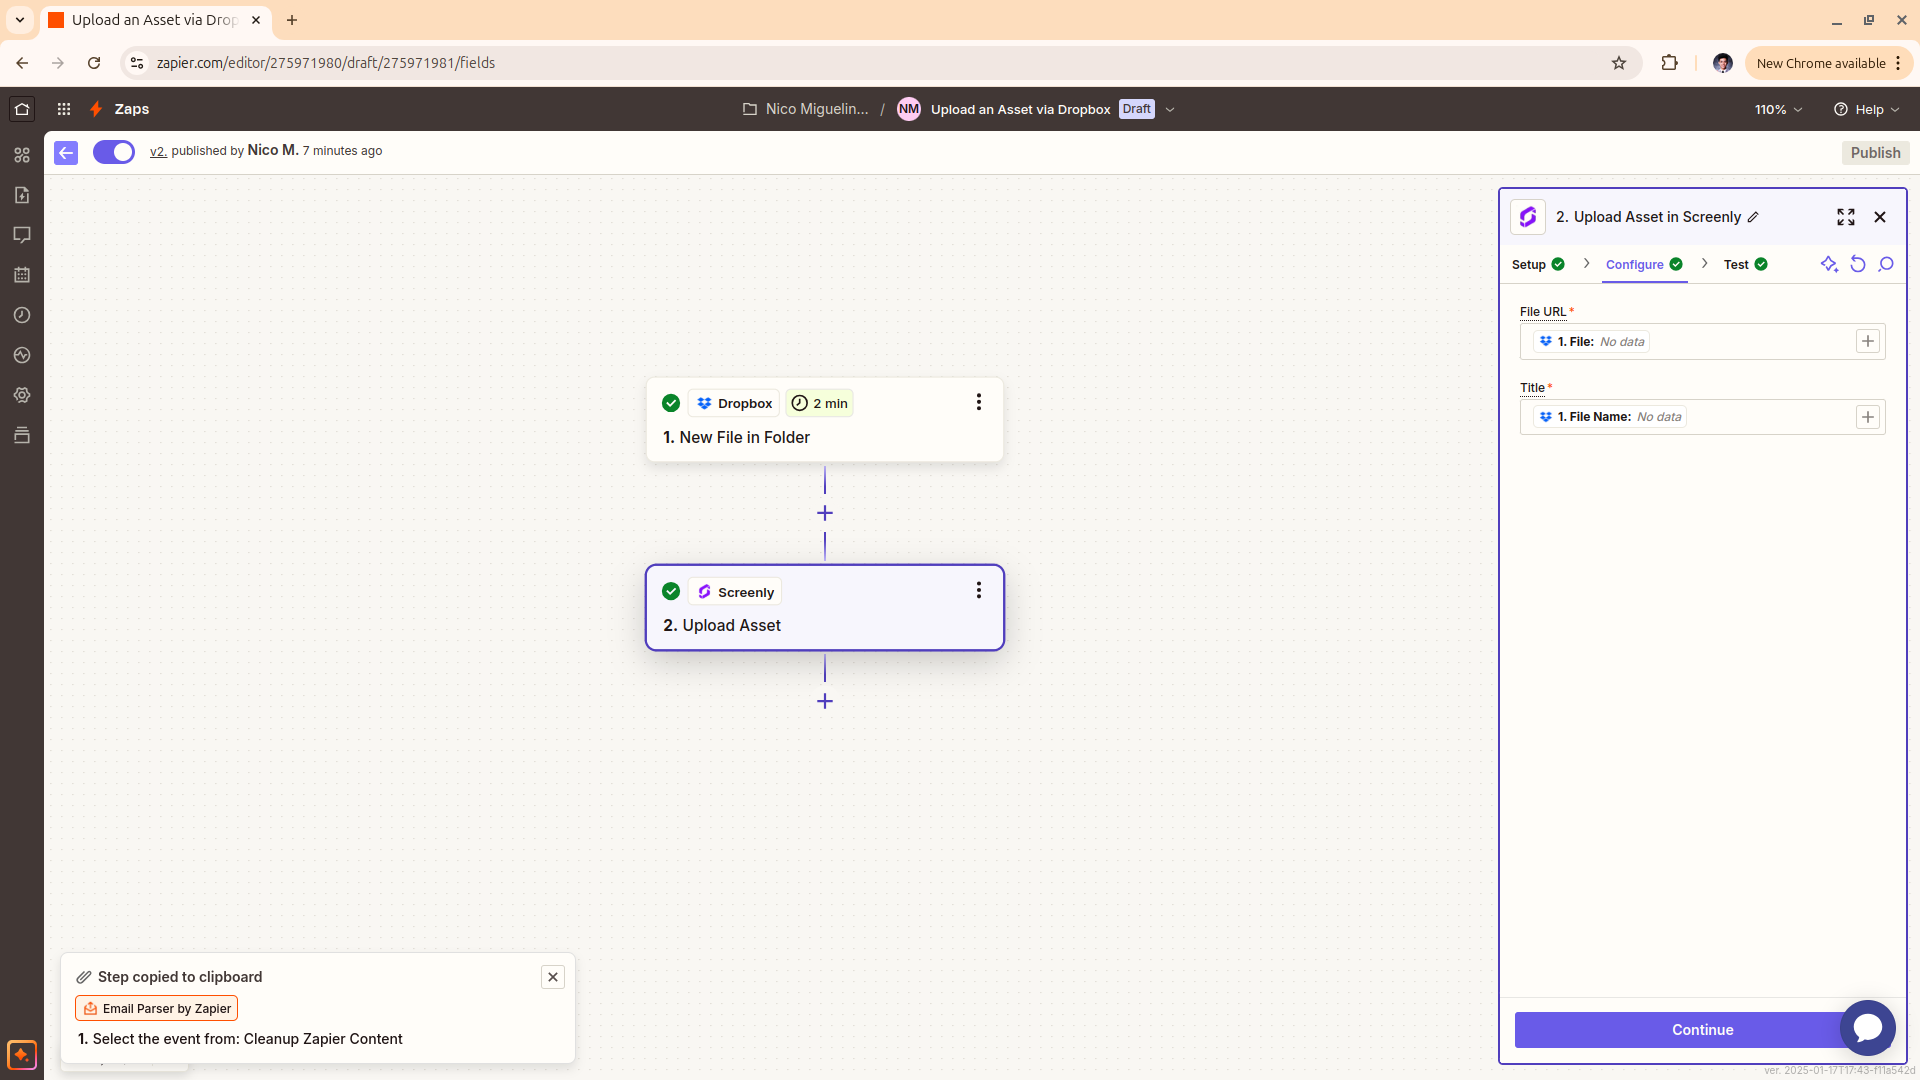 Upload an Asset via Drop
zapier.com/editor/275971980/draft/275971981/fields
New Chrome available
Zaps
Nico Miguelin... / NM Upload an Asset via Dropbox Draft
110%
Help
v2. published by Nico M. 7 minutes ago
Publish
2. Upload Asset in Screenly
Setup
Configure
Test
File URL*
1. File: No data
Title*
1. File Name: No data
Dropbox
2 min
1. New File in Folder
Screenly
2. Upload Asset
Step copied to clipboard
Email Parser by Zapier
1. Select the event from: Cleanup Zapier Content
Continue
ver. 2025-01-17T17:43-f11a542d